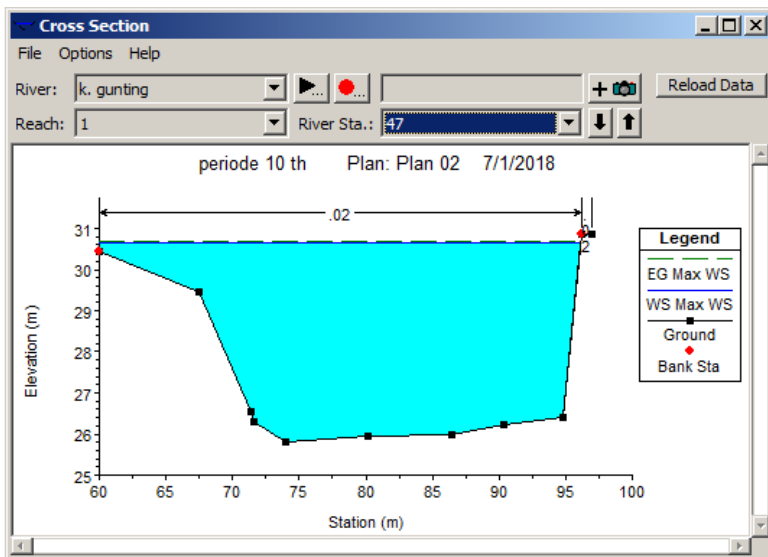 Cross Section
File Options Help
River: k. gunting Reload Data
Reach: 1 River Sta.: 47
periode 10 th Plan: Plan 02 7/1/2018
.02
.02
31
30
29
28
27
26
25
Elevation (m)
60 65 70 75 80 85 90 95 100
Station (m)
Legend
EG Max WS
WS Max WS
Ground
Bank Sta